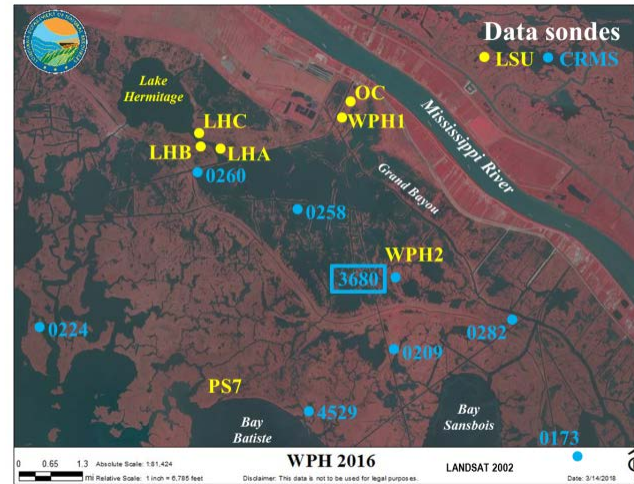 Data sondes
LSU CRMS
Lake
Hermitage
OC
WPH1
LHC
LHB
LHA
0260
Mississippi River
Grand Bayou
0258
WPH2
3680
0224
0282
0209
PS7
4529
Bay
Batiste
Bay
Sansbois
0173
WPH 2016
LANDSAT 2002
0 0.65 1.3 mi
Absolute Scale: 1:81,424
Relative Scale: 1 inch = 6,785 feet
Disclaimer: This data is not to be used for legal purposes.
Date: 3/14/2018